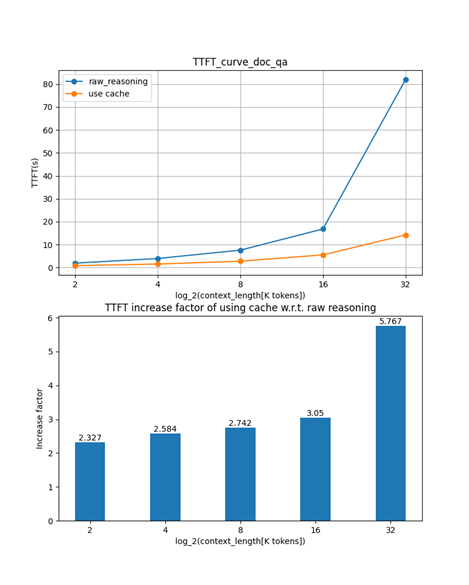 TTFT_curve_doc_qa
raw_reasoning
use cache
TTFT(s)
80
70
60
50
40
30
20
10
0
2 4 8 16 32
log_2(context_length[K tokens])
TTFT increase factor of using cache w.r.t. raw reasoning
Increase factor
6
5
4
3
2
1
0
2.327 2.584 2.742 3.05 5.767
2 4 8 16 32
log_2(context_length[K tokens])